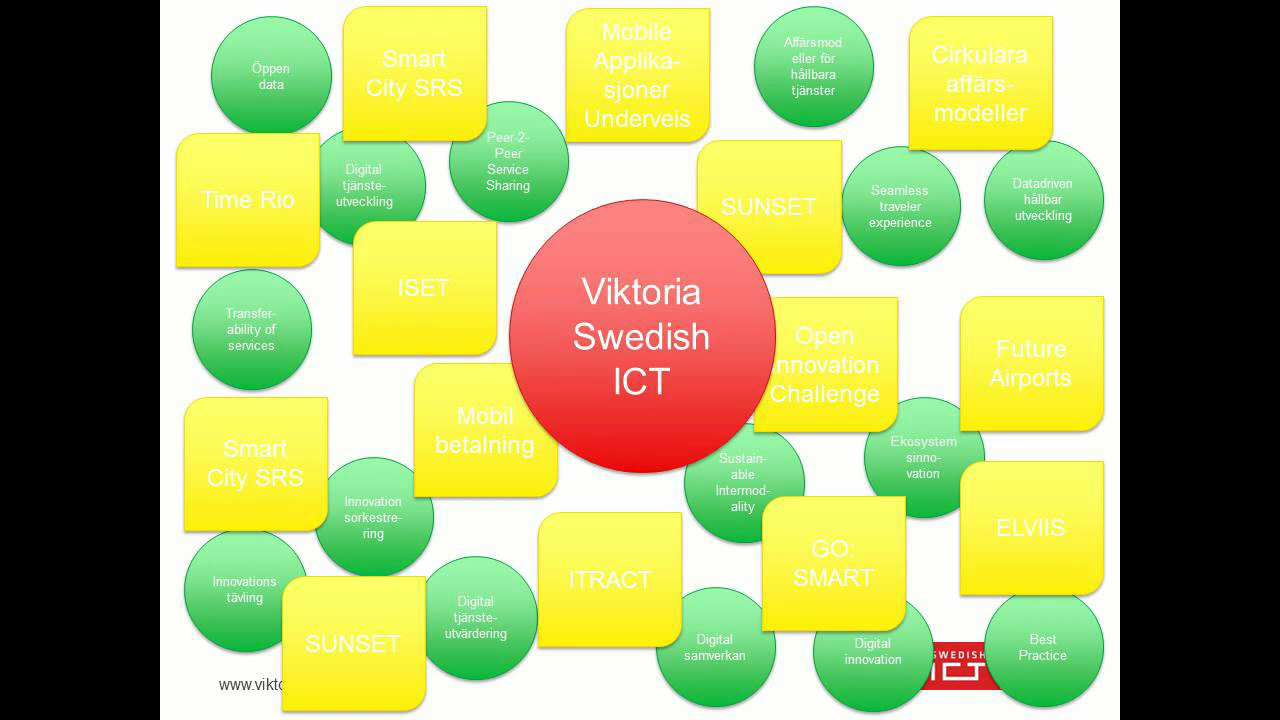 Öppen
data
Smart
City SRS
Mobile
Applika-
sjoner
Underveis
Affärsmod
eller för
hållbara
tjänster
Cirkulära
affärs-
modeller
Time Rio
Digital
tjänste-
utveckling
Peer-2-
Peer
Service
Sharing
SUNSET
Seamless
traveler
experience
Datadriven
hållbar
utveckling
ISET
Viktoria
Swedish
ICT
Transfer-
ability of
services
Open
Innovation
Challenge
Future
Airports
Mobil
betalning
Smart
City SRS
Sustain-
able
Intermod-
ality
Ekosystem
sinno-
vation
Innovation
sorkestre-
ring
ELVIIS
GO:
SMART
ITRACT
Innovations
tävling
SUNSET
Digital
tjänste-
utvärdering
Digital
samverkan
Digital
innovation
SWEDISH
ICT
Best
Practice